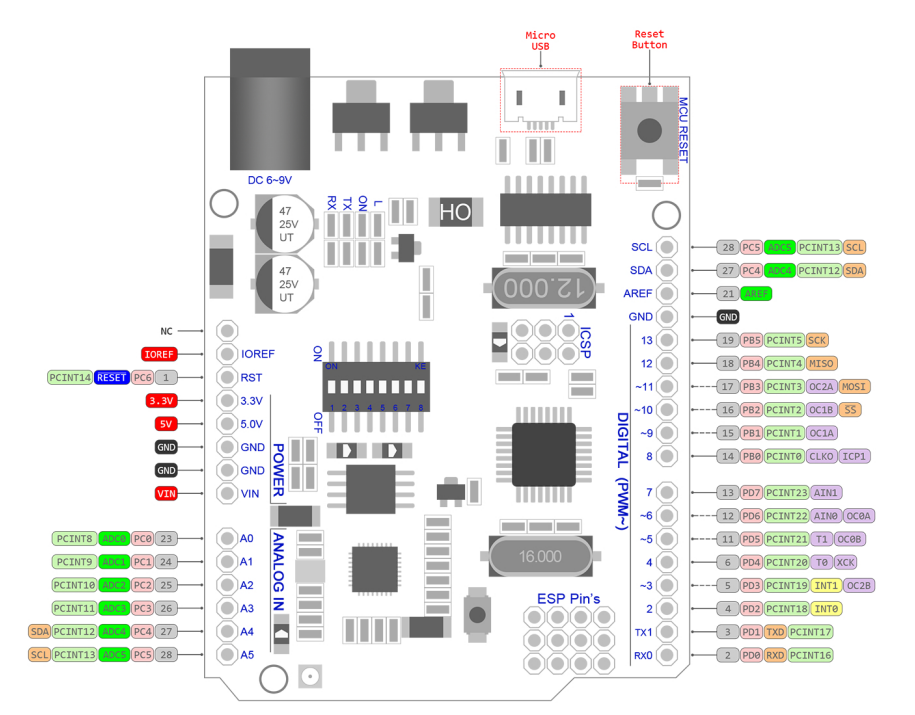 Micro
USB
Reset
Button
MCU RESET
DC 6~9V
47
25V
UT
47
25V
UT
RX
TX
ON
L
OH
12.000
1
ICSP
ON
ON
KE
1 2 3 4 5 6 7 8
OFF
16.000
ESP Pin's
POWER
ANALOG IN
DIGITAL (PWM~)
NC
IOREF IOREF
PCINT14 RESET PC6 1 RST
3.3V 3.3V
5V 5.0V
GND GND
GND GND
VIN VIN
PCINT8 ADC0 PC0 23 A0
PCINT9 ADC1 PC1 24 A1
PCINT10 ADC2 PC2 25 A2
PCINT11 ADC3 PC3 26 A3
SDA PCINT12 ADC4 PC4 27 A4
SCL PCINT13 ADC5 PC5 28 A5
SCL 28 PC5 ADC5 PCINT13 SCL
SDA 27 PC4 ADC4 PCINT12 SDA
AREF 21 AREF
GND GND
13 19 PB5 PCINT5 SCK
12 18 PB4 PCINT4 MISO
~11 17 PB3 PCINT3 OC2A MOSI
~10 16 PB2 PCINT2 OC1B SS
~9 15 PB1 PCINT1 OC1A
8 14 PB0 PCINT0 CLKO ICP1
7 13 PD7 PCINT23 AIN1
~6 12 PD6 PCINT22 AIN0 OC0A
~5 11 PD5 PCINT21 T1 OC0B
4 6 PD4 PCINT20 T0 XCK
~3 5 PD3 PCINT19 INT1 OC2B
2 4 PD2 PCINT18 INT0
TX1 3 PD1 TXD PCINT17
RX0 2 PD0 RXD PCINT16